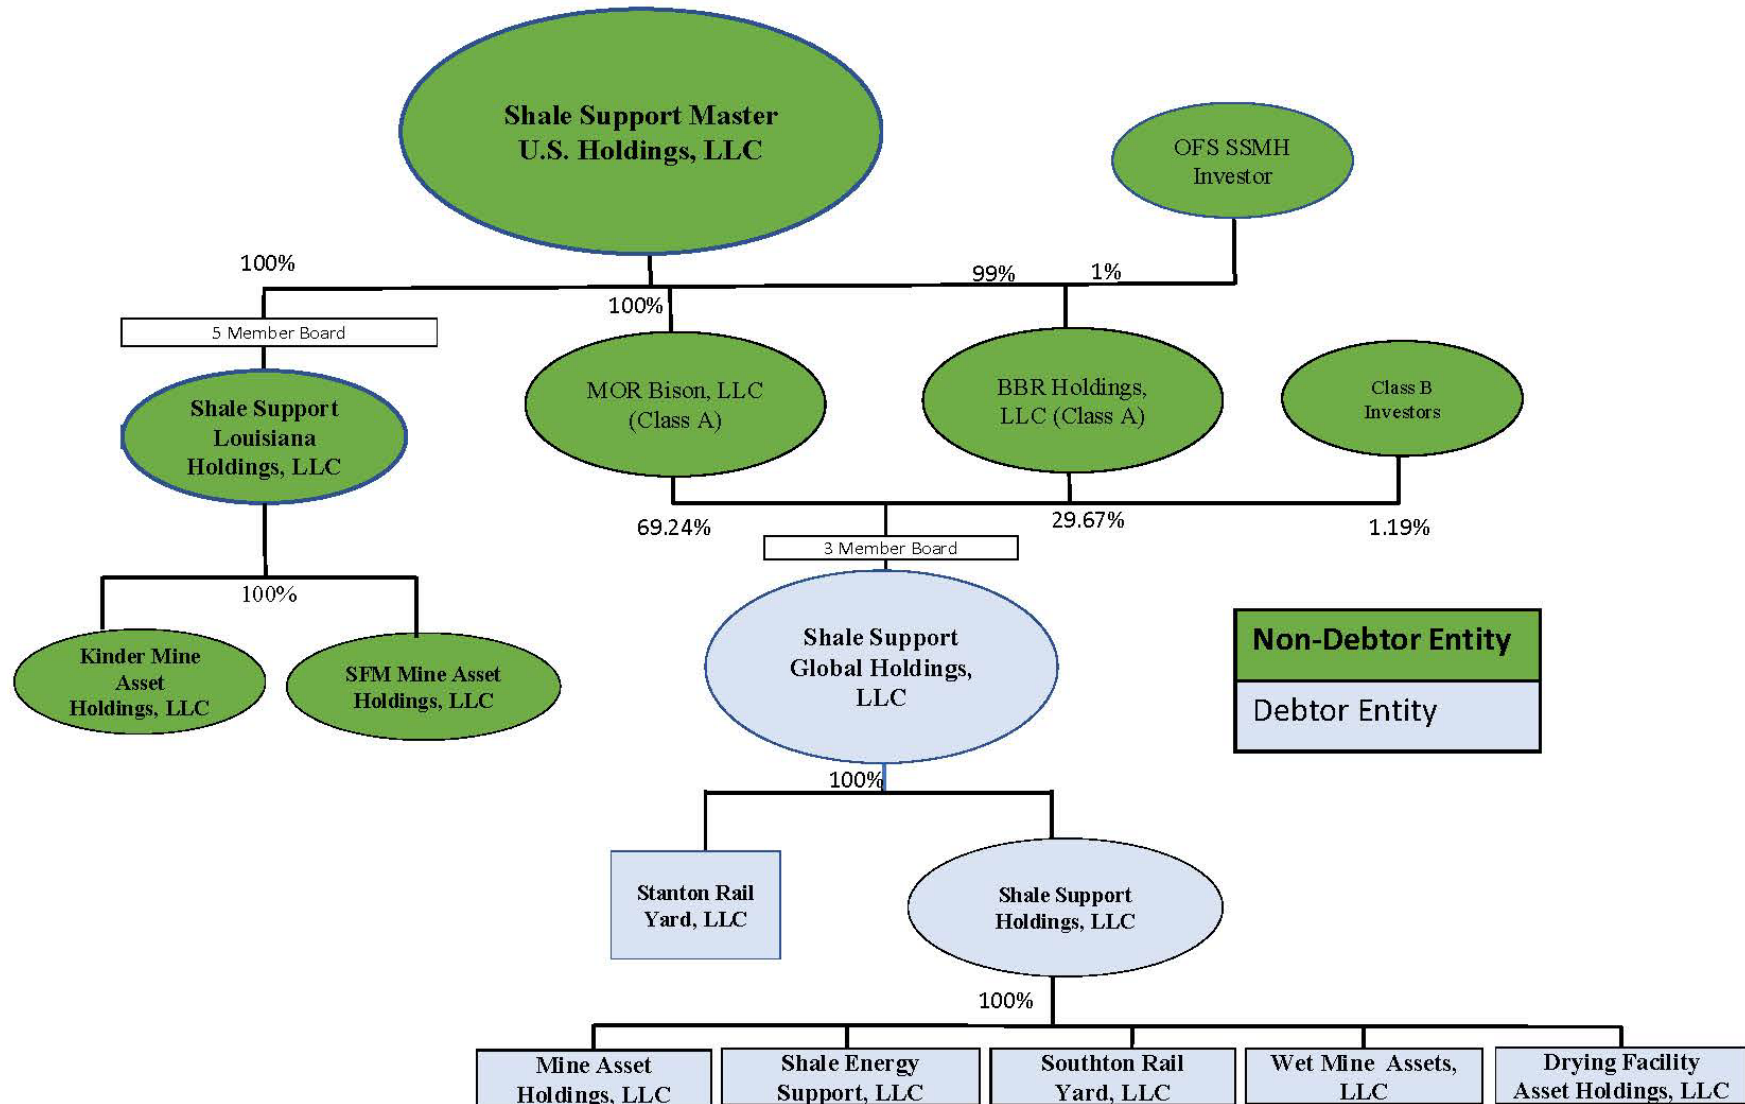 Shale Support Master
U.S. Holdings, LLC
OFS SSMH
Investor
100%
100%
99%
1%
5 Member Board
Shale Support
Louisiana
Holdings, LLC
MOR Bison, LLC
(Class A)
BBR Holdings,
LLC (Class A)
Class B
Investors
69.24%
29.67%
1.19%
3 Member Board
100%
Kinder Mine
Asset
Holdings, LLC
SFM Mine Asset
Holdings, LLC
Shale Support
Global Holdings,
LLC
Non-Debtor Entity
Debtor Entity
100%
Stanton Rail
Yard, LLC
Shale Support
Holdings, LLC
100%
Mine Asset
Holdings, LLC
Shale Energy
Support, LLC
Southton Rail
Yard, LLC
Wet Mine Assets,
LLC
Drying Facility
Asset Holdings, LLC